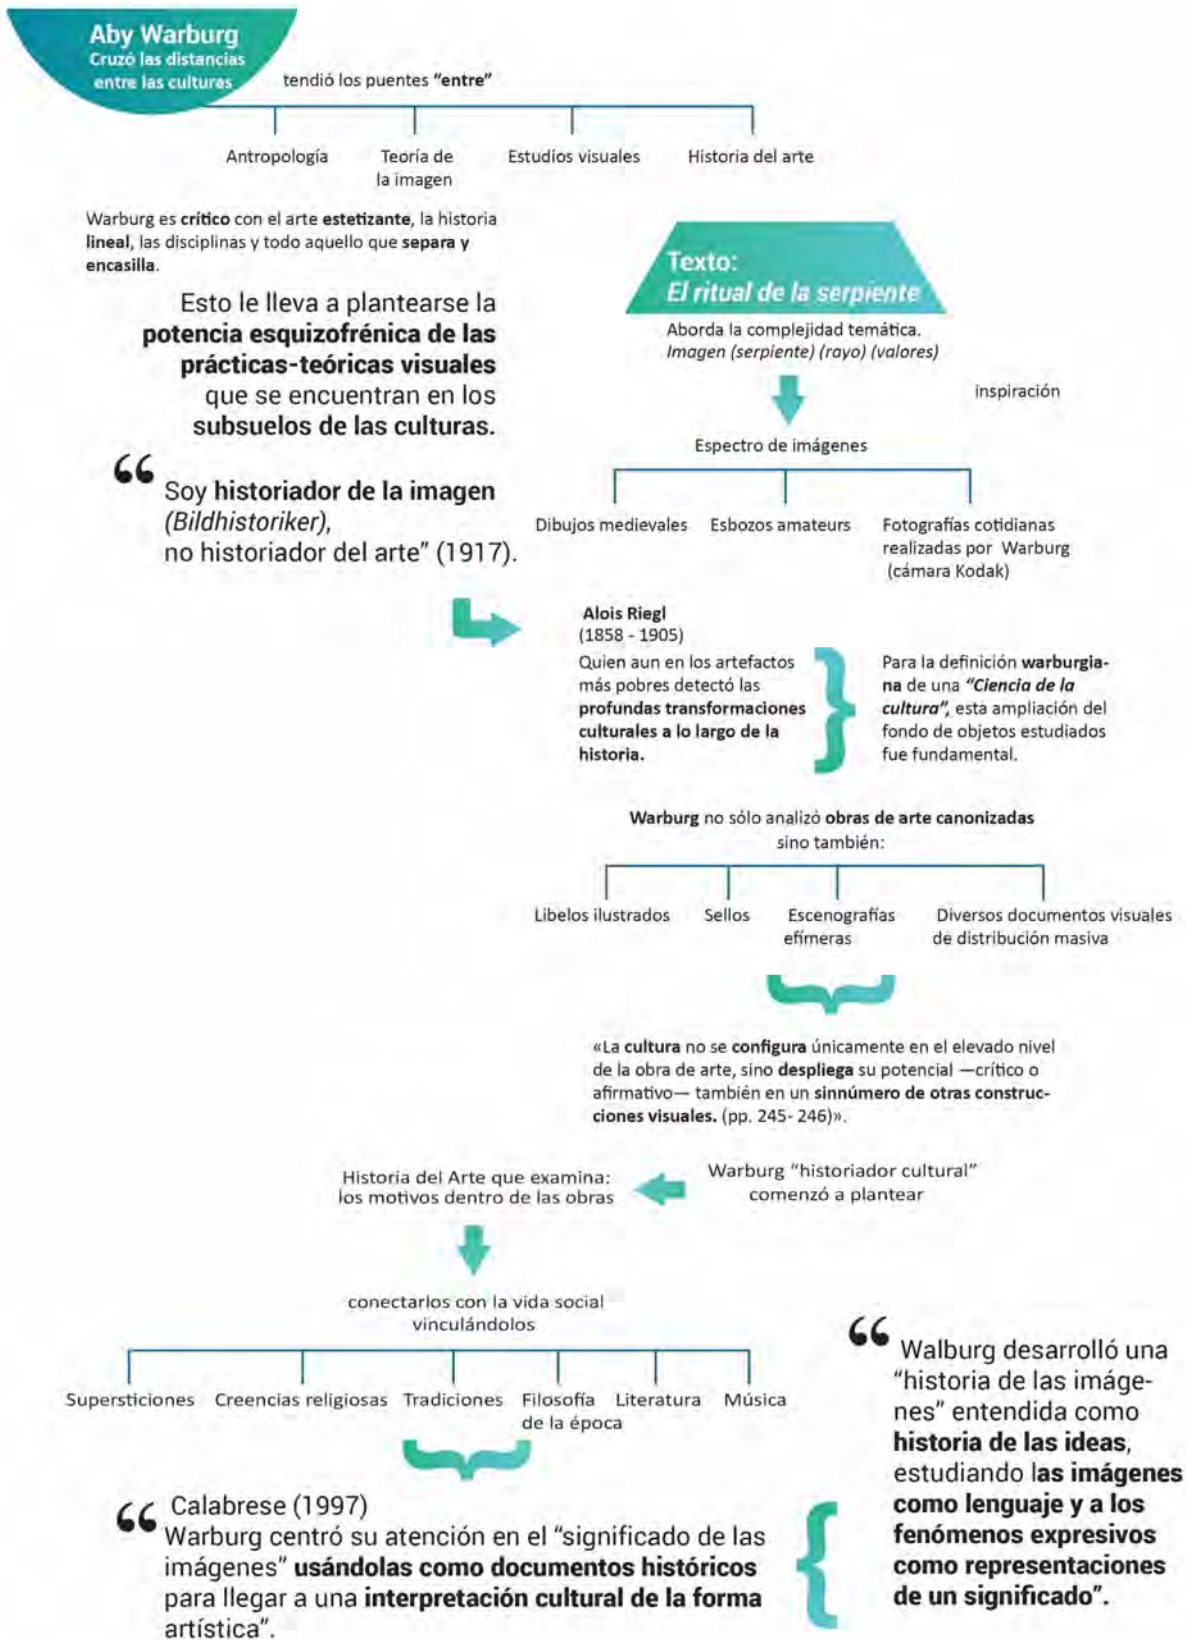 Aby Warburg
Cruzó las distancias
entre las culturas
tendió los puentes “entre”
Antropología
Teoría de
la imagen
Estudios visuales
Historia del arte
Warburg es crítico con el arte estetizante, la historia
lineal, las disciplinas y todo aquello que separa y
encasilla.
Esto le lleva a plantearse la
potencia esquizofrénica de las
prácticas-teóricas visuales
que se encuentran en los
subsuelos de las culturas.
“ Soy historiador de la imagen
(Bildhistoriker),
no historiador del arte” (1917).
Texto:
El ritual de la serpiente
Aborda la complejidad temática.
Imagen (serpiente) (rayo) (valores)
inspiración
Espectro de imágenes
Dibujos medievales
Esbozos amateurs
Fotografías cotidianas
realizadas por Warburg
(cámara Kodak)
Alois Riegl
(1858 - 1905)
Quien aun en los artefactos
más pobres detectó las
profundas transformaciones
culturales a lo largo de la
historia.
Para la definición warburgia-
na de una “Ciencia de la
cultura”, esta ampliación del
fondo de objetos estudiados
fue fundamental.
Warburg no sólo analizó obras de arte canonizadas
sino también:
Libelos ilustrados
Sellos
Escenografías
efímeras
Diversos documentos visuales
de distribución masiva
«La cultura no se configura únicamente en el elevado nivel
de la obra de arte, sino despliega su potencial —crítico o
afirmativo— también en un sinnúmero de otras construc-
ciones visuales. (pp. 245- 246)».
Warburg “historiador cultural”
comenzó a plantear
Historia del Arte que examina:
los motivos dentro de las obras
conectarlos con la vida social
vinculándolos
Supersticiones
Creencias religiosas
Tradiciones
Filosofía
de la época
Literatura
Música
“ Walburg desarrolló una
“historia de las imáge-
nes” entendida como
historia de las ideas,
estudiando las imágenes
como lenguaje y a los
fenómenos expresivos
como representaciones
de un significado”.
“ Calabrese (1997)
Warburg centró su atención en el “significado de las
imágenes” usándolas como documentos históricos
para llegar a una interpretación cultural de la forma
artística”.